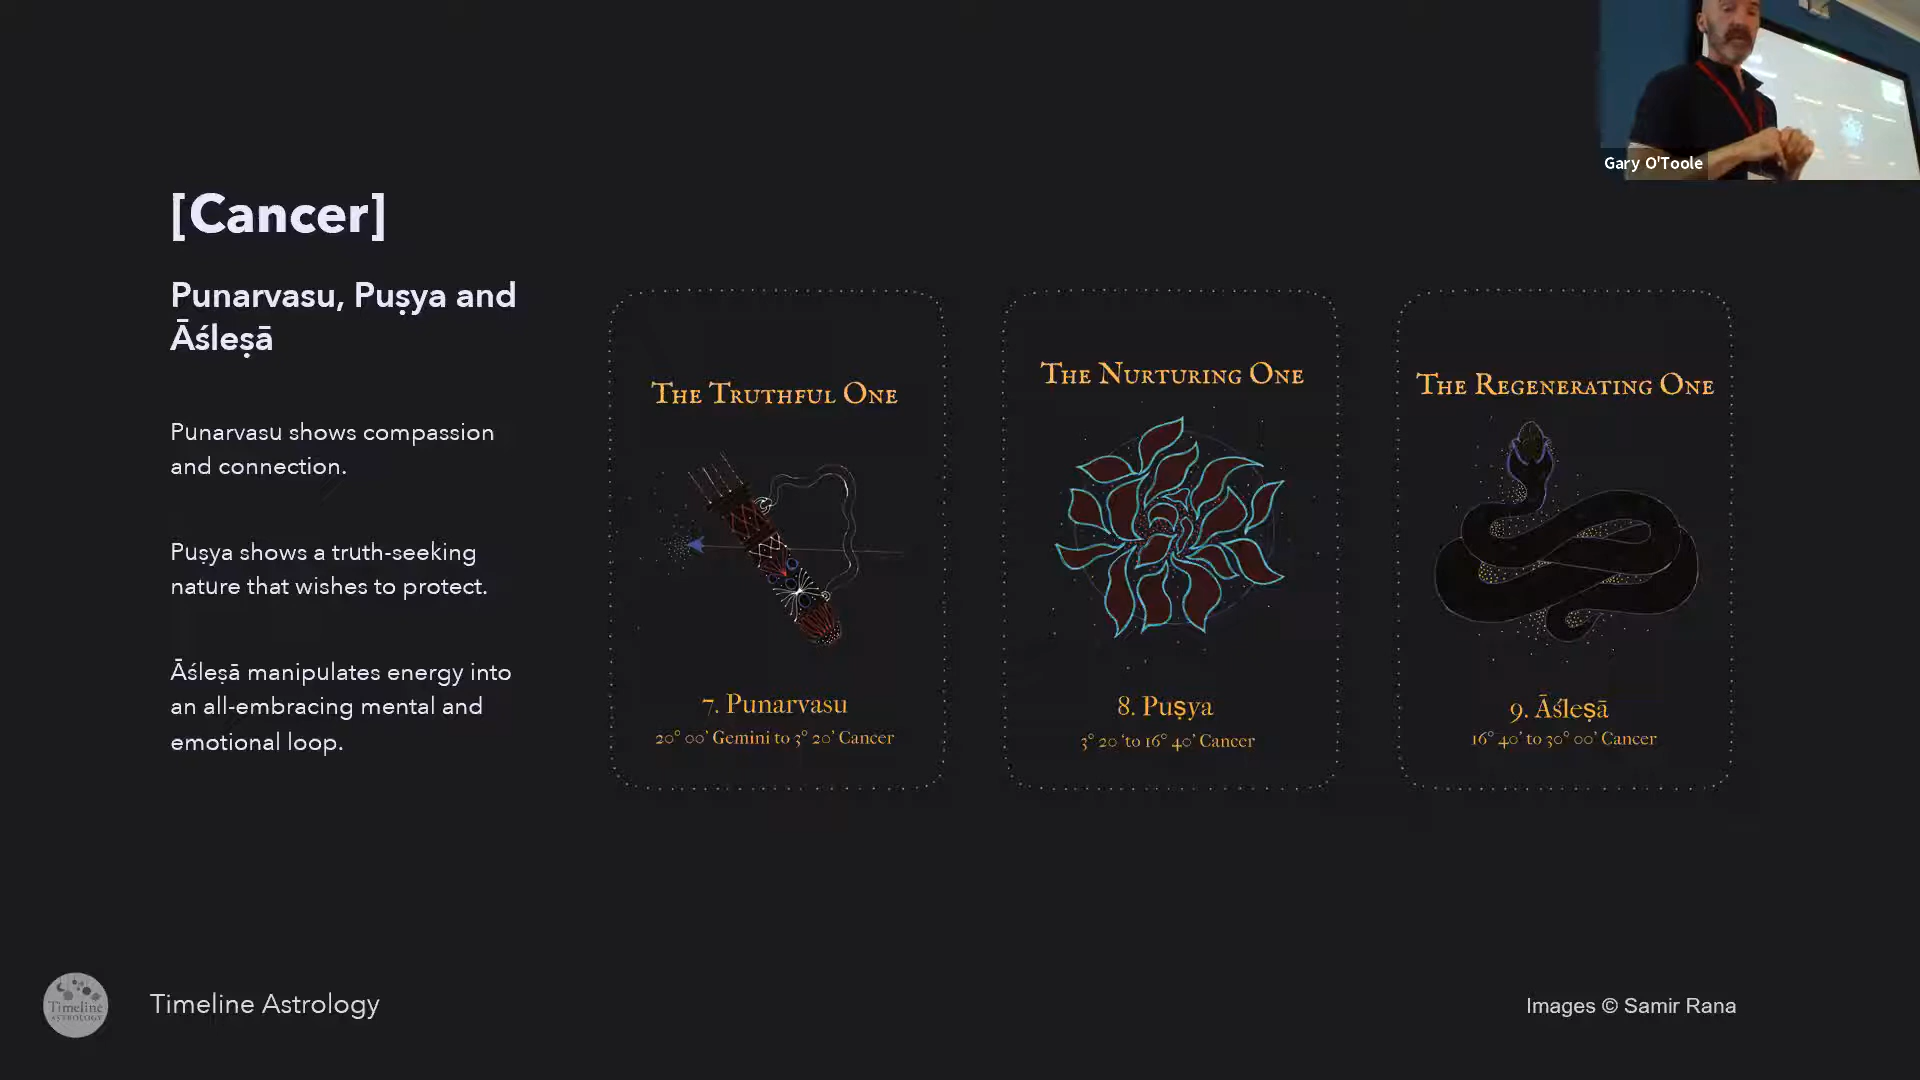 Gary O'Toole
[Cancer]
Punarvasu, Puṣya and
Āśleṣā
Punarvasu shows compassion
and connection.
Puṣya shows a truth-seeking
nature that wishes to protect.
Āśleṣā manipulates energy into
an all-embracing mental and
emotional loop.
The Truthful One
7. Punarvasu
20° 00' Gemini to 3° 20' Cancer
The Nurturing One
8. Puṣya
3° 20 'to 16° 40' Cancer
The Regenerating One
9. Āśleṣā
16° 40' to 30° 00' Cancer
Timeline
ASTROLOGY
Timeline Astrology
Images © Samir Rana